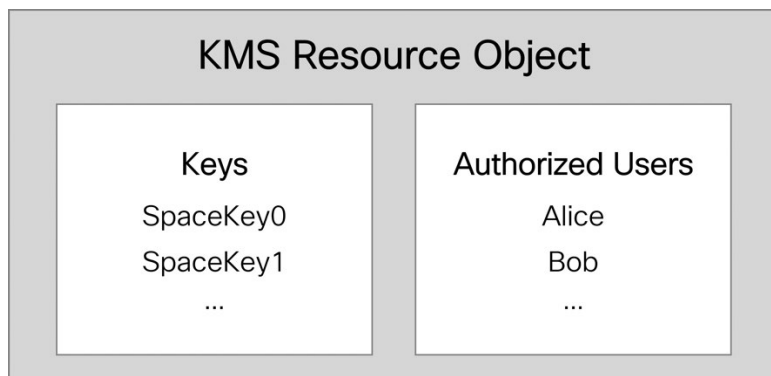 KMS Resource Object
Keys
SpaceKey0
SpaceKey1
...
Authorized Users
Alice
Bob
...